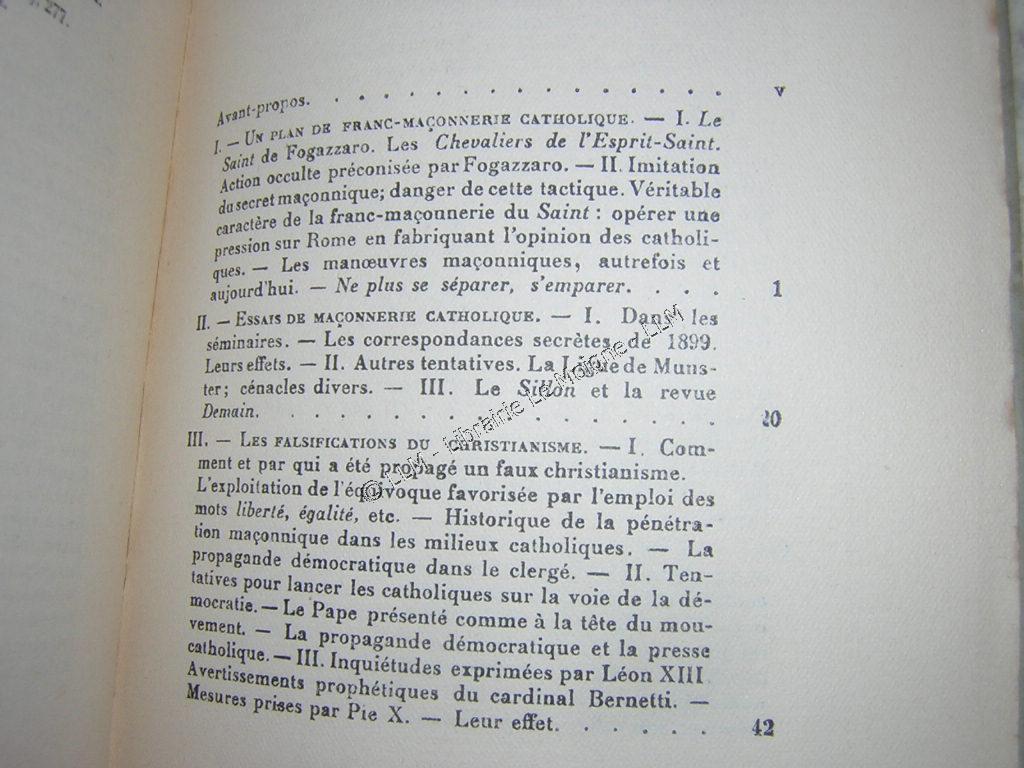 277.
Avant-propos. . . . . . . . . . . . . . . . . v
I. — UN PLAN DE FRANC-MAÇONNERIE CATHOLIQUE. — I. Le
Saint de Fogazzaro. Les Chevaliers de l'Esprit-Saint.
Action occulte préconisée par Fogazzaro. — II. Imitation
du secret maçonnique; danger de cette tactique. Véritable
caractère de la franc-maçonnerie du Saint : opérer une
pression sur Rome en fabriquant l'opinion des catholi-
ques. — Les manœuvres maçonniques, autrefois et
aujourd'hui. — Ne plus se séparer, s'emparer. . . . 1
II. — ESSAIS DE MAÇONNERIE CATHOLIQUE. — I. Dans les
séminaires. — Les correspondances secrètes de 1899.
Leurs effets. — II. Autres tentatives. La Ligue de Muns-
ter; cénacles divers. — III. Le Sillon et la revue
Demain. . . . . . . . . . . . . . . . . 20
III. — LES FALSIFICATIONS DU CHRISTIANISME. — I. Com-
ment et par qui a été propagé un faux christianisme.
L'exploitation de l'équivoque favorisée par l'emploi des
mots liberté, égalité, etc. — Historique de la pénétra-
tion maçonnique dans les milieux catholiques. — La
propagande démocratique dans le clergé. — II. Ten-
tatives pour lancer les catholiques sur la voie de la dé-
mocratie. — Le Pape présenté comme à la tête du mou-
vement. — La propagande démocratique et la presse
catholique. — III. Inquiétudes exprimées par Léon XIII
Avertissements prophétiques du cardinal Bernetti. —
Mesures prises par Pie X. — Leur effet. . . . . . 42
© LLM - Librairie Le Moigne - LLM